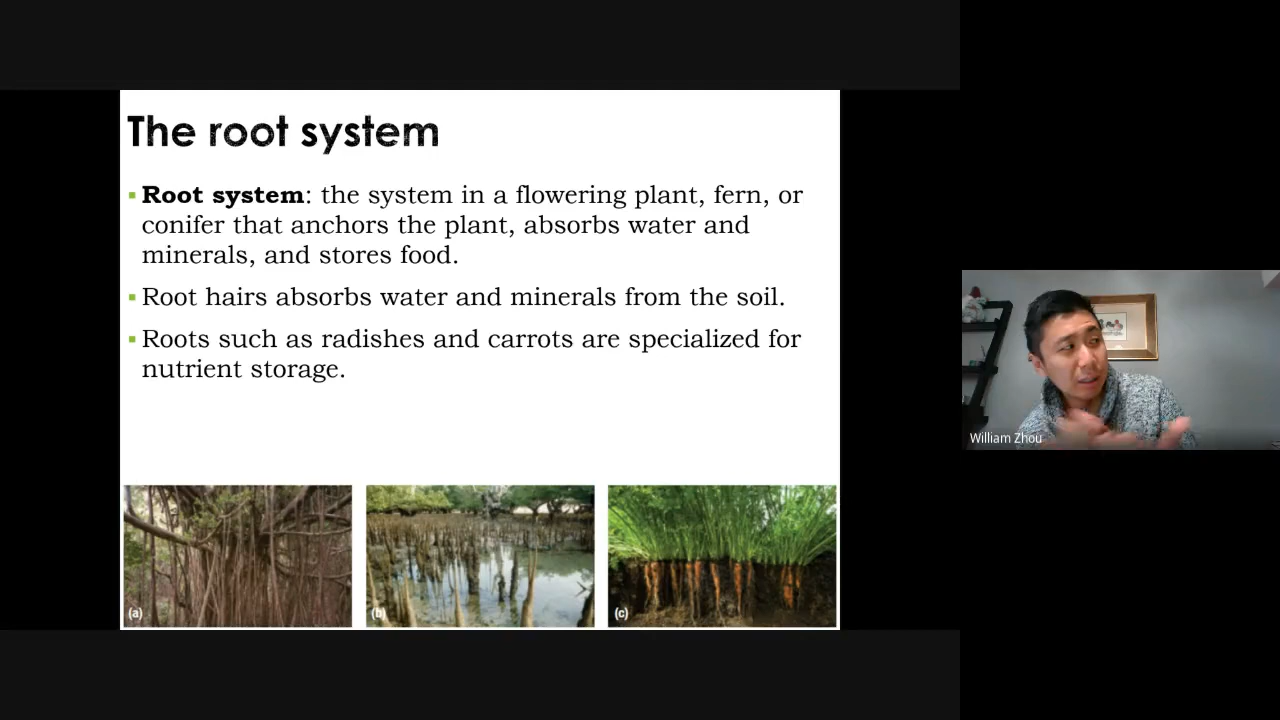 The root system
▪ Root system: the system in a flowering plant, fern, or
conifer that anchors the plant, absorbs water and
minerals, and stores food.
▪ Root hairs absorbs water and minerals from the soil.
▪ Roots such as radishes and carrots are specialized for
nutrient storage.
(a)
(b)
(c)
William Zhou